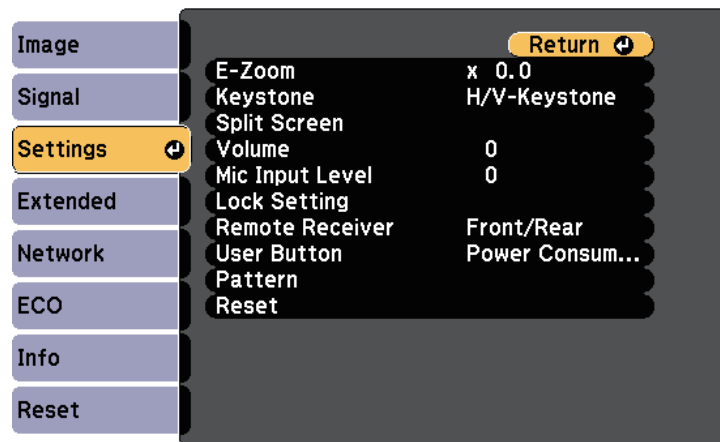 Image
Signal
Settings
Extended
Network
ECO
Info
Reset
Return
E-Zoom x 0.0
Keystone H/V-Keystone
Split Screen
Volume 0
Mic Input Level 0
Lock Setting
Remote Receiver Front/Rear
User Button Power Consum...
Pattern
Reset